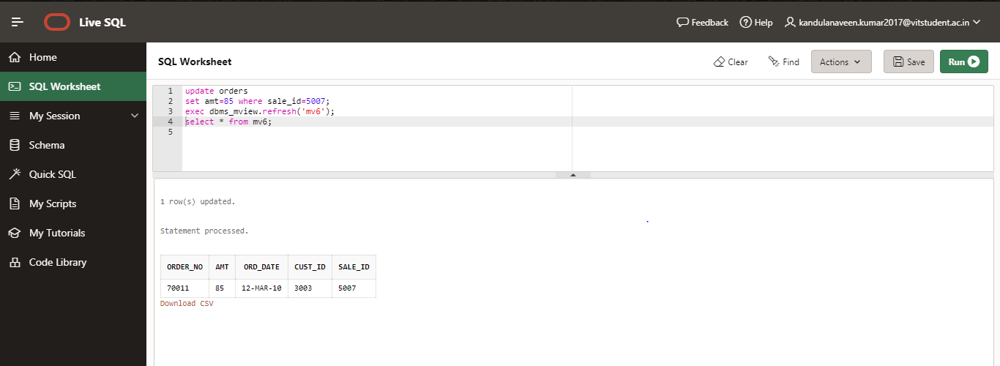 Live SQL
Feedback Help kandulanaveen.kumar2017@vitstudent.ac.in
Home
SQL Worksheet
My Session
Schema
Quick SQL
My Scripts
My Tutorials
Code Library
SQL Worksheet
Clear Find Actions Save Run
1 update orders
2 set amt=85 where sale_id=5007;
3 exec dbms_mview.refresh('mv6');
4 select * from mv6;
5
1 row(s) updated.
Statement processed.
ORDER_NO AMT ORD_DATE CUST_ID SALE_ID
70011 85 12-MAR-10 3003 5007
Download CSV